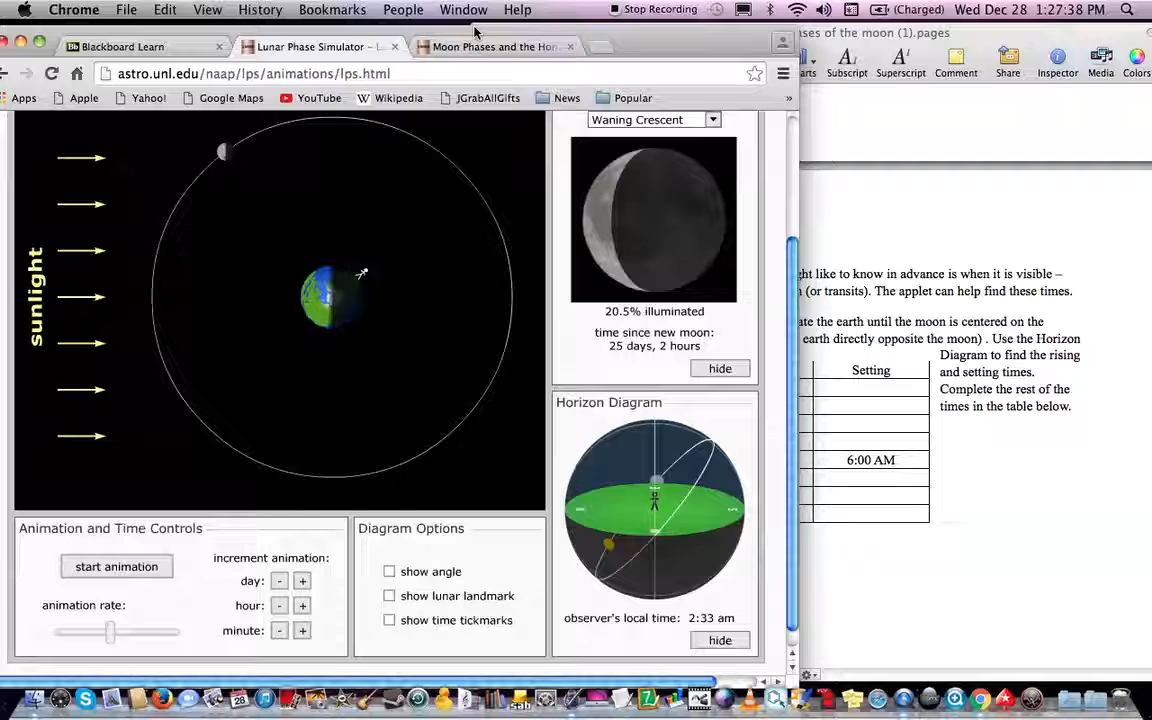 Chrome File Edit View History Bookmarks People Window Help Stop Recording (Charged) Wed Dec 28 1:27:38 PM
Blackboard Learn
Lunar Phase Simulator – L
Moon Phases and the Hori
ses of the moon (1).pages
astro.unl.edu/naap/lps/animations/lps.html
arts Subscript Superscript Comment Share Inspector Media Colors
Apps Apple Yahoo! Google Maps YouTube Wikipedia JGrabAllGifts News Popular »
Waning Crescent
sunlight
20.5% illuminated
time since new moon:
25 days, 2 hours
hide
Horizon Diagram
observer's local time: 2:33 am
hide
Animation and Time Controls
start animation
increment animation:
day: - +
animation rate:
hour: - +
minute: - +
Diagram Options
show angle
show lunar landmark
show time tickmarks
ght like to know in advance is when it is visible –
(or transits). The applet can help find these times.
ate the earth until the moon is centered on the
earth directly opposite the moon) . Use the Horizon
Diagram to find the rising
and setting times.
Complete the rest of the
times in the table below.
Setting
6:00 AM